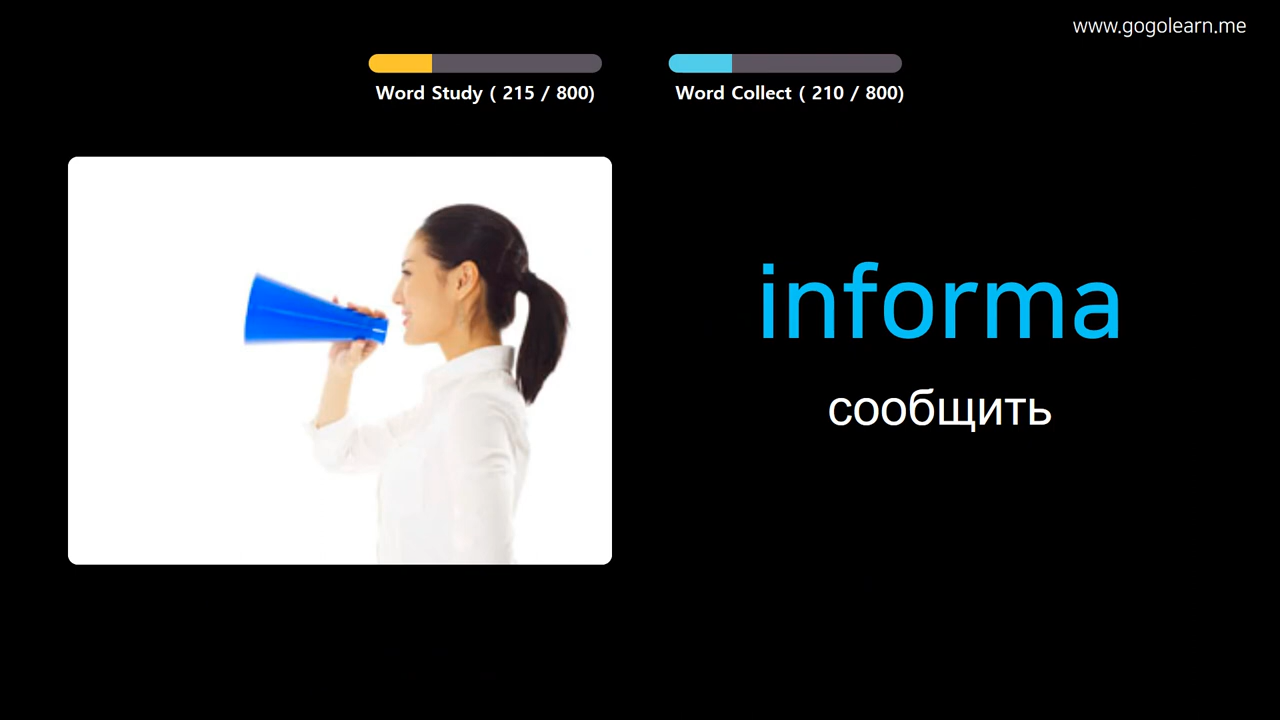 www.gogolearn.me
Word Study ( 215 / 800)
Word Collect ( 210 / 800)
informa
сообщить